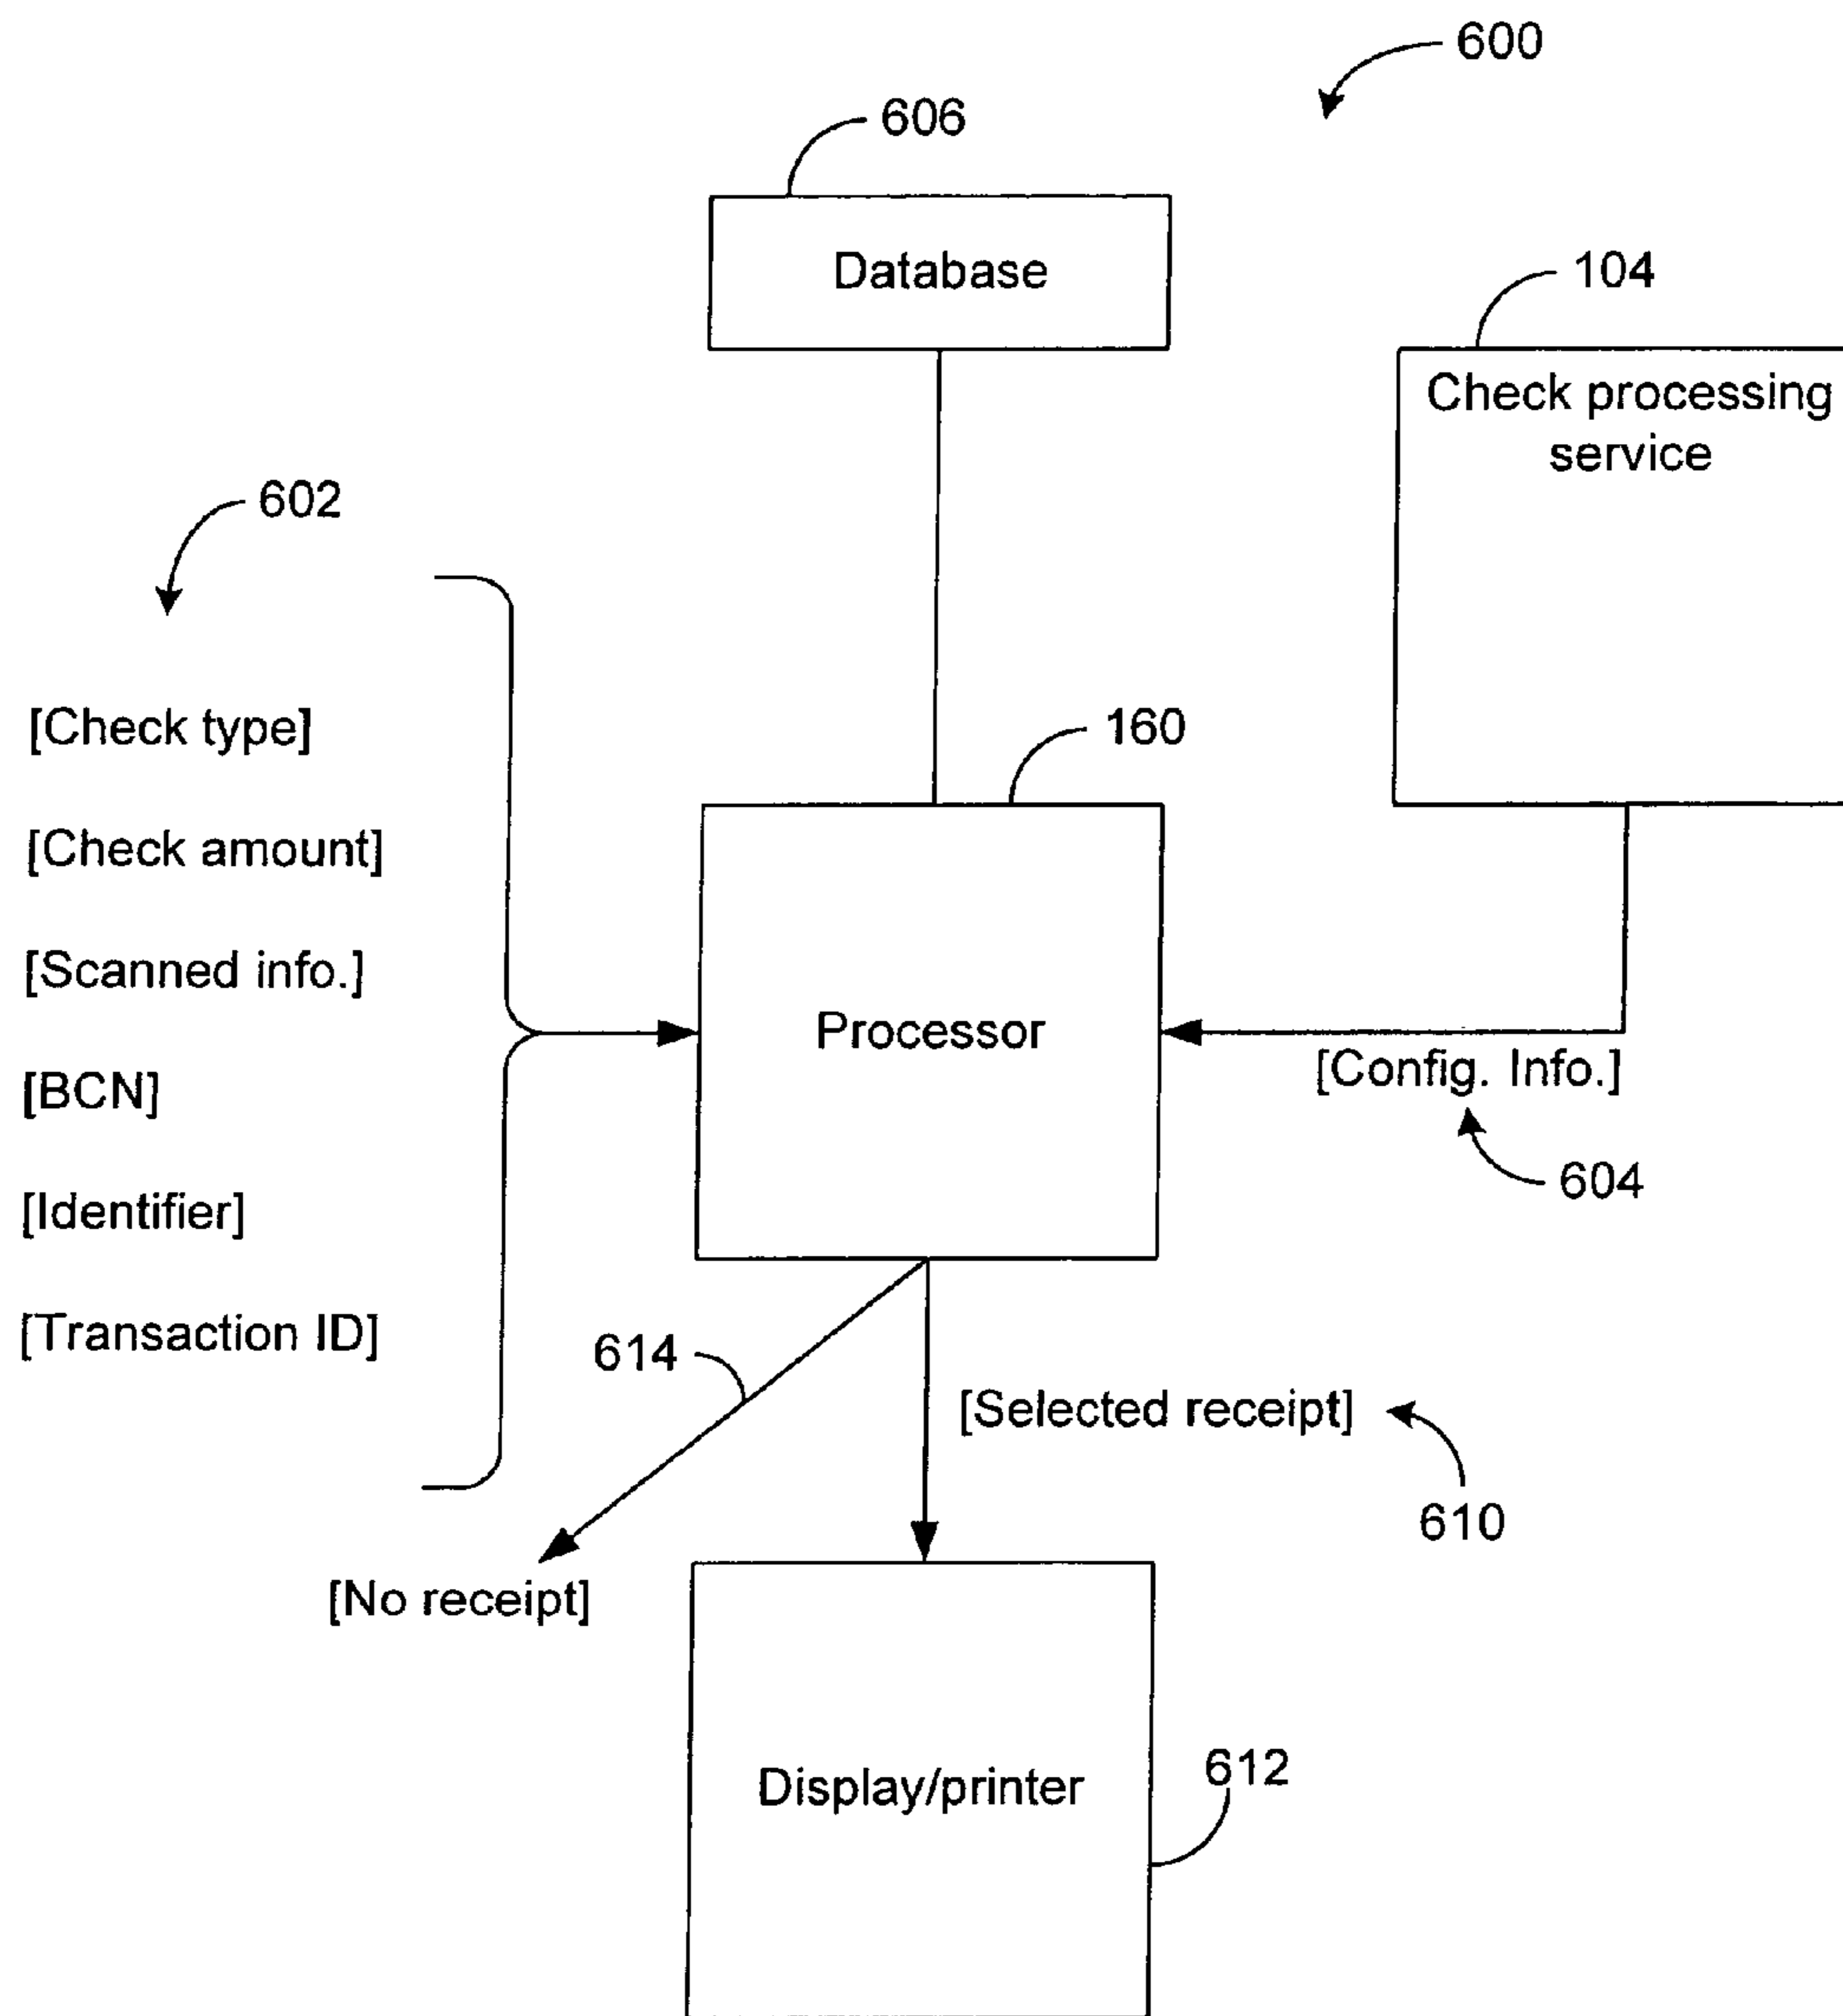 600
606
Database
104
Check processing
service
602
[Check type]
[Check amount]
[Scanned info.]
[BCN]
[Identifier]
[Transaction ID]
160
Processor
[Config. Info.]
604
614
[Selected receipt]
610
[No receipt]
Display/printer
612